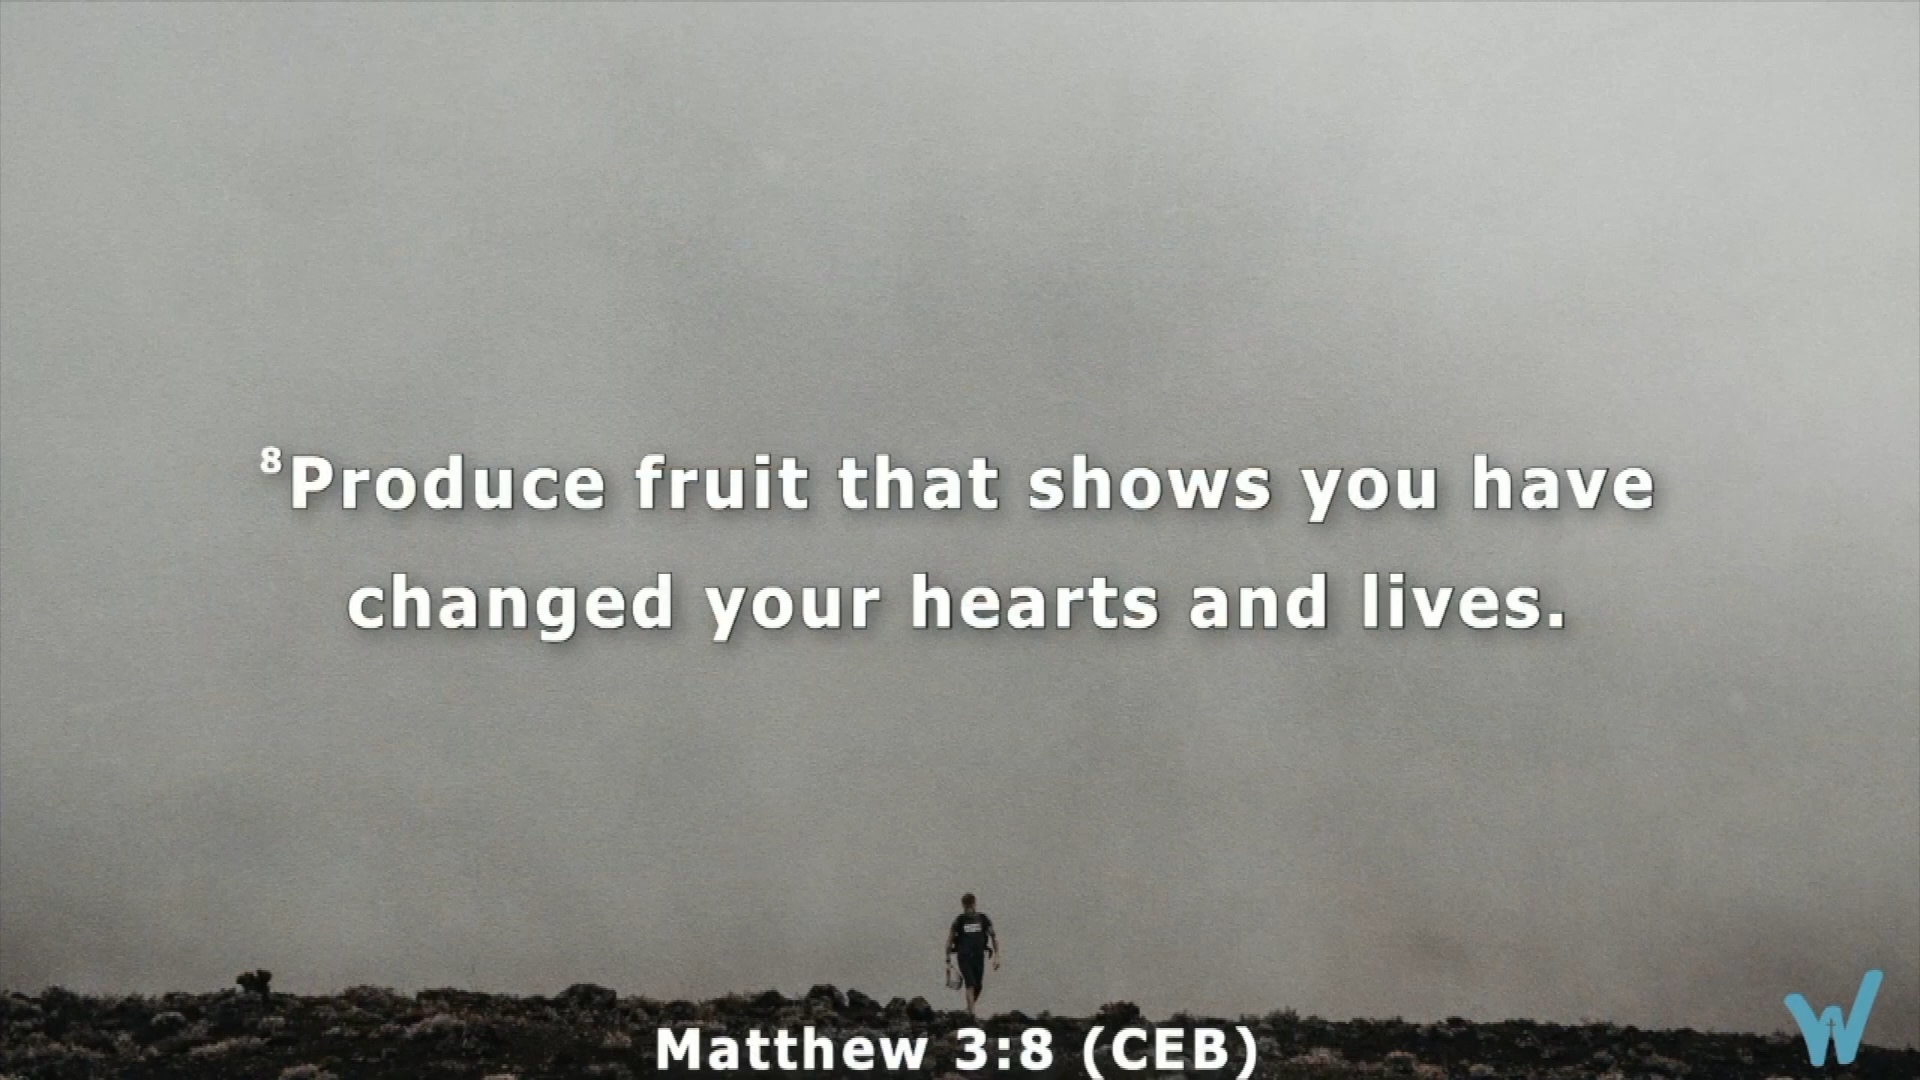 ⁸Produce fruit that shows you have
changed your hearts and lives.
Matthew 3:8 (CEB)
W